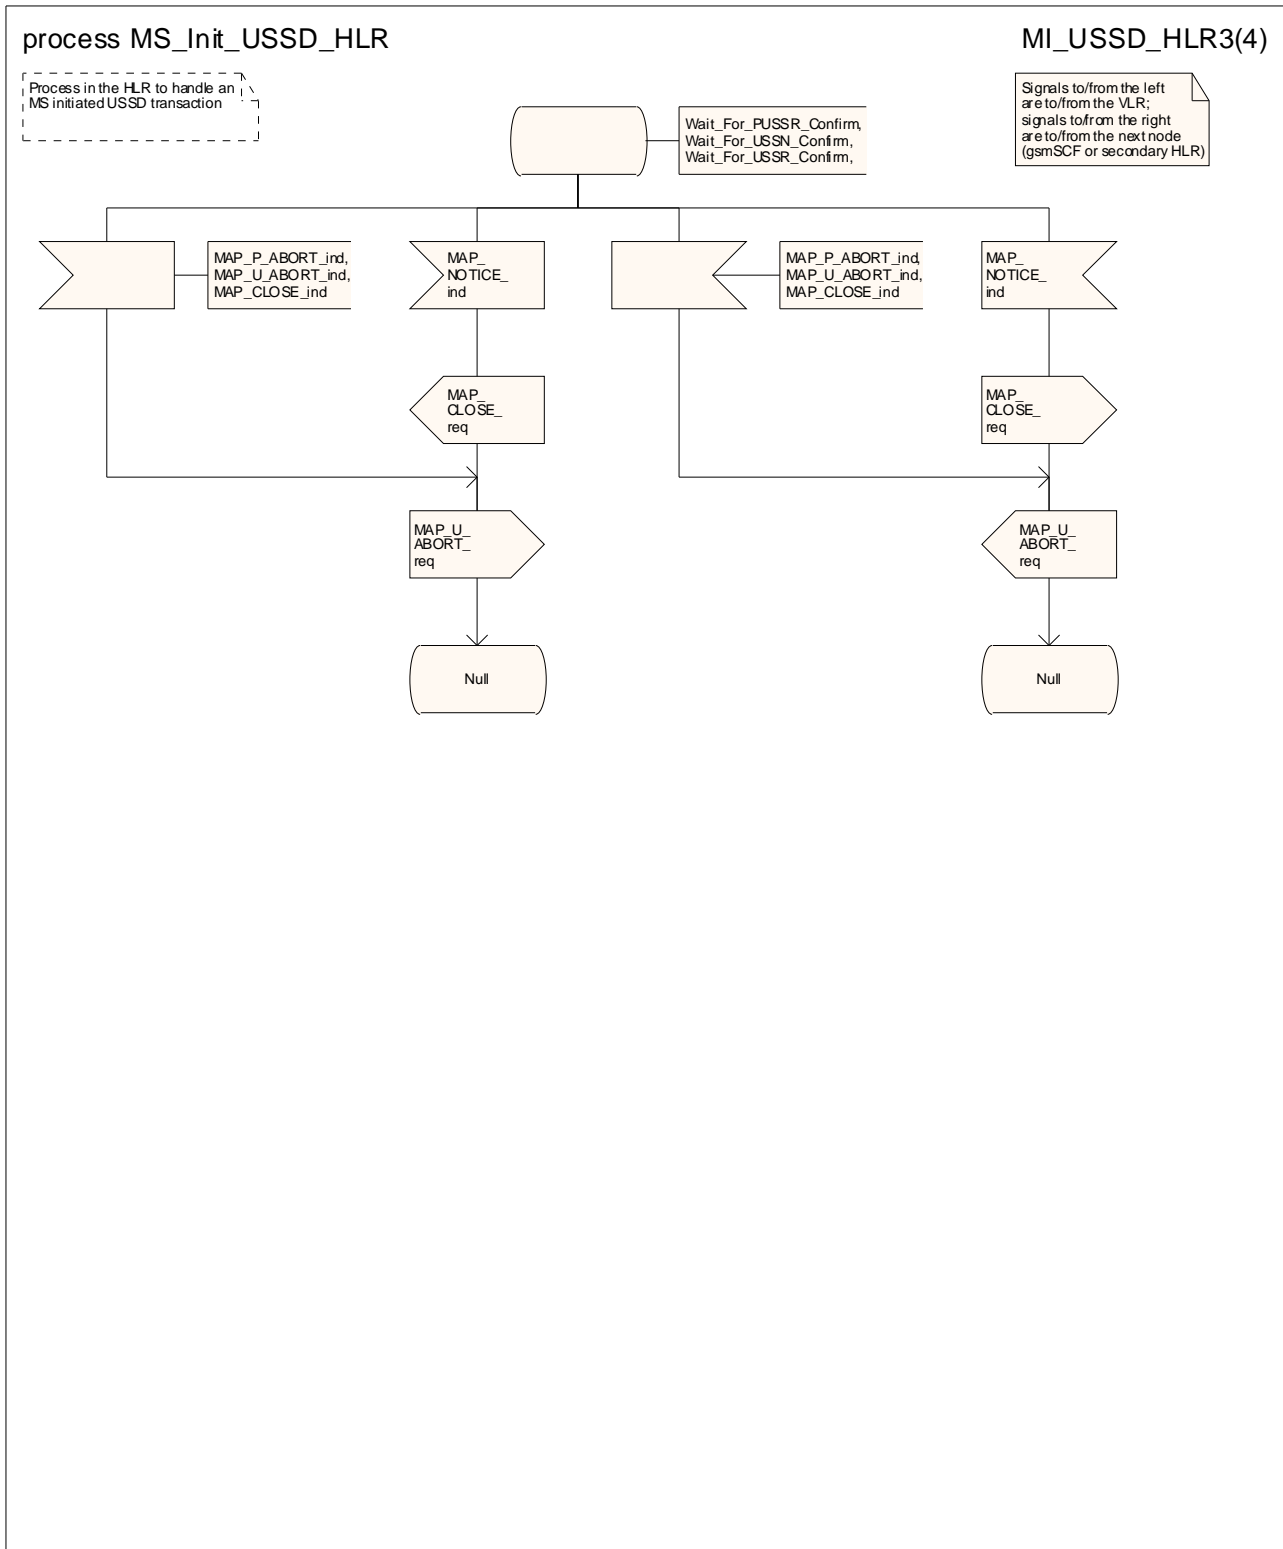 process MS_Init_USSD_HLR
MI_USSD_HLR3(4)
Process in the HLR to handle an
MS initiated USSD transaction
Signals to/from the left
are to/from the VLR;
signals to/from the right
are to/from the next node
(gsmSCF or secondary HLR)
Wait_For_PUSSR_Confirm,
Wait_For_USSN_Confirm,
Wait_For_USSR_Confirm,
MAP_P_ABORT_ind,
MAP_U_ABORT_ind,
MAP_CLOSE_ind
MAP_
NOTICE_
ind
MAP_P_ABORT_ind,
MAP_U_ABORT_ind,
MAP_CLOSE_ind
MAP_
NOTICE_
ind
MAP_
CLOSE_
req
MAP_
CLOSE_
req
MAP_U_
ABORT_
req
MAP_U_
ABORT_
req
Null
Null